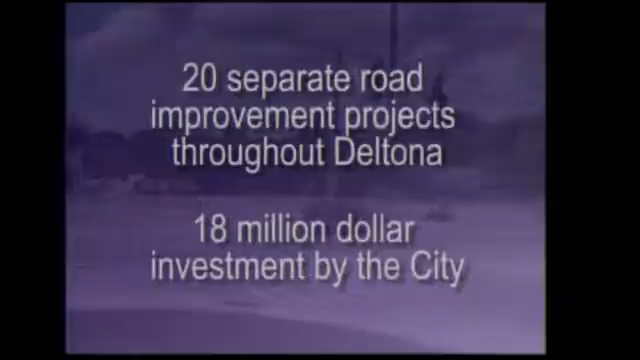 20 separate road
improvement projects
throughout Deltona
18 million dollar
investment by the City